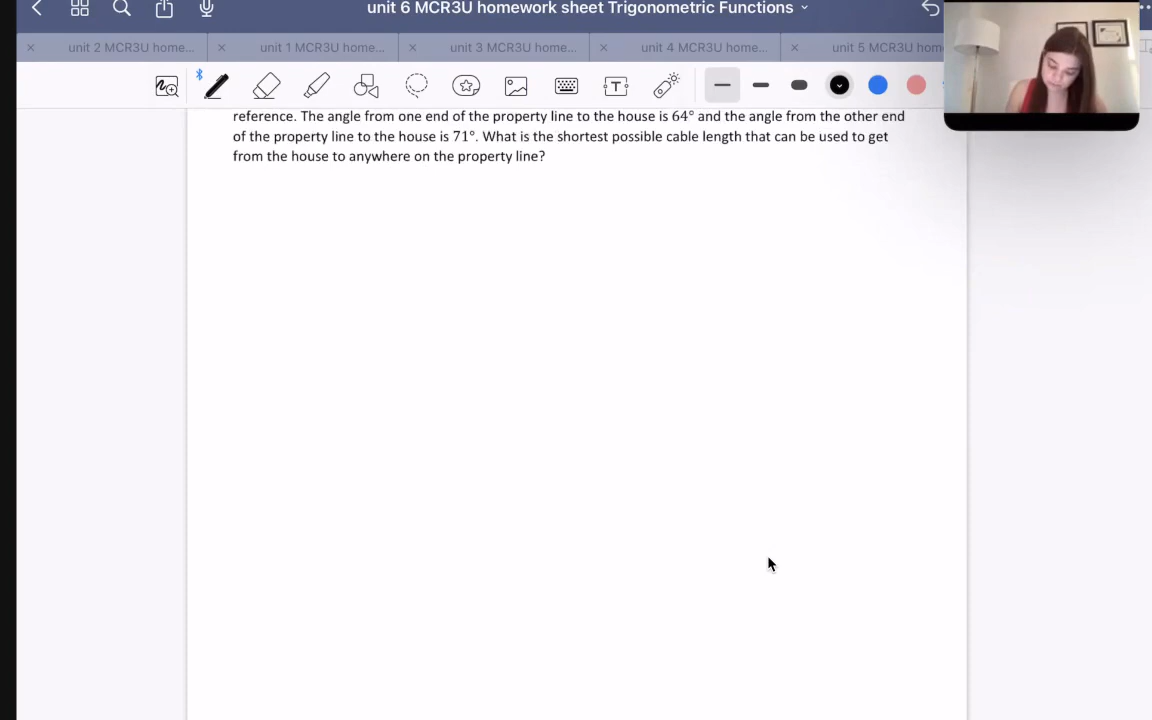 unit 6 MCR3U homework sheet Trigonometric Functions
unit 2 MCR3U home...
unit 1 MCR3U home...
unit 3 MCR3U home...
unit 4 MCR3U home...
unit 5 MCR3U hom
T
reference. The angle from one end of the property line to the house is 64° and the angle from the other end
of the property line to the house is 71°. What is the shortest possible cable length that can be used to get
from the house to anywhere on the property line?